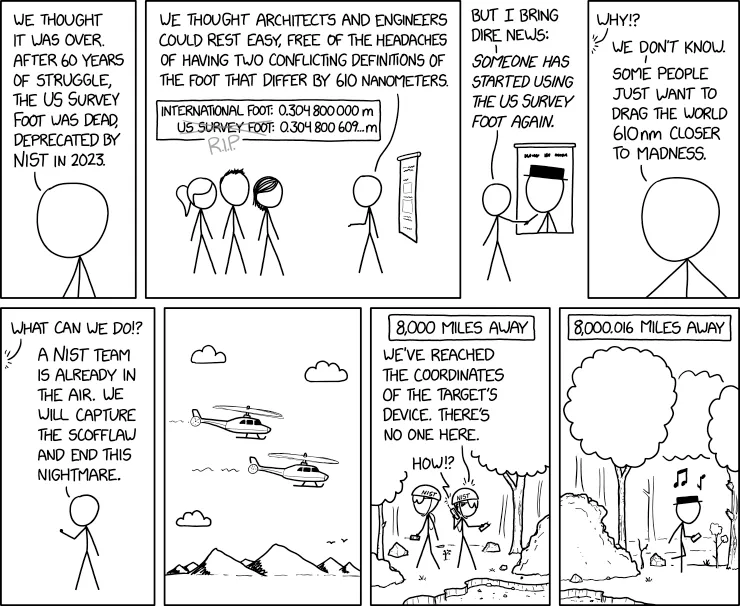 WE THOUGHT
IT WAS OVER.
AFTER 60 YEARS
OF STRUGGLE,
THE US SURVEY
FOOT WAS DEAD,
DEPRECATED BY
NIST IN 2023.
WE THOUGHT ARCHITECTS AND ENGINEERS
COULD REST EASY, FREE OF THE HEADACHES
OF HAVING TWO CONFLICTING DEFINITIONS OF
THE FOOT THAT DIFFER BY 610 NANOMETERS.
INTERNATIONAL FOOT: 0.304800000 m
US SURVEY FOOT: 0.304800609...m
R.I.P.
BUT I BRING
DIRE NEWS:
SOMEONE HAS
STARTED USING
THE US SURVEY
FOOT AGAIN.
WHY!?
WE DON'T KNOW.
SOME PEOPLE
JUST WANT TO
DRAG THE WORLD
610nm CLOSER
TO MADNESS.
WHAT CAN WE DO!?
A NIST TEAM
IS ALREADY IN
THE AIR. WE
WILL CAPTURE
THE SCOFFLAW
AND END THIS
NIGHTMARE.
8,000 MILES AWAY
WE'VE REACHED
THE COORDINATES
OF THE TARGET'S
DEVICE. THERE'S
NO ONE HERE.
HOW!?
NIST
NIST
8,000.016 MILES AWAY